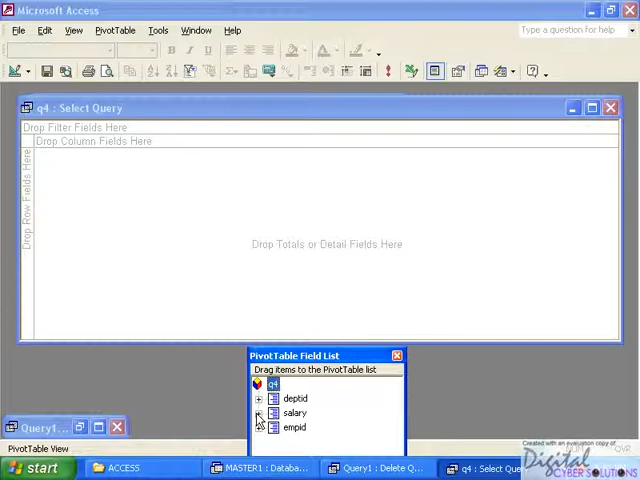 Microsoft Access
File Edit View PivotTable Tools Window Help
Type a question for help
q4 : Select Query
Drop Filter Fields Here
Drop Column Fields Here
Drop Row Fields Here
Drop Totals or Detail Fields Here
PivotTable Field List
Drag items to the PivotTable list
q4
deptid
salary
empid
Query1...
PivotTable View
NUM
OVR
Created with an evaluation copy of
Digital
CYBER SOLUTIONS
start
ACCESS
MASTER1 : Databa...
Query1 : Delete Q...
q4 : Select Que